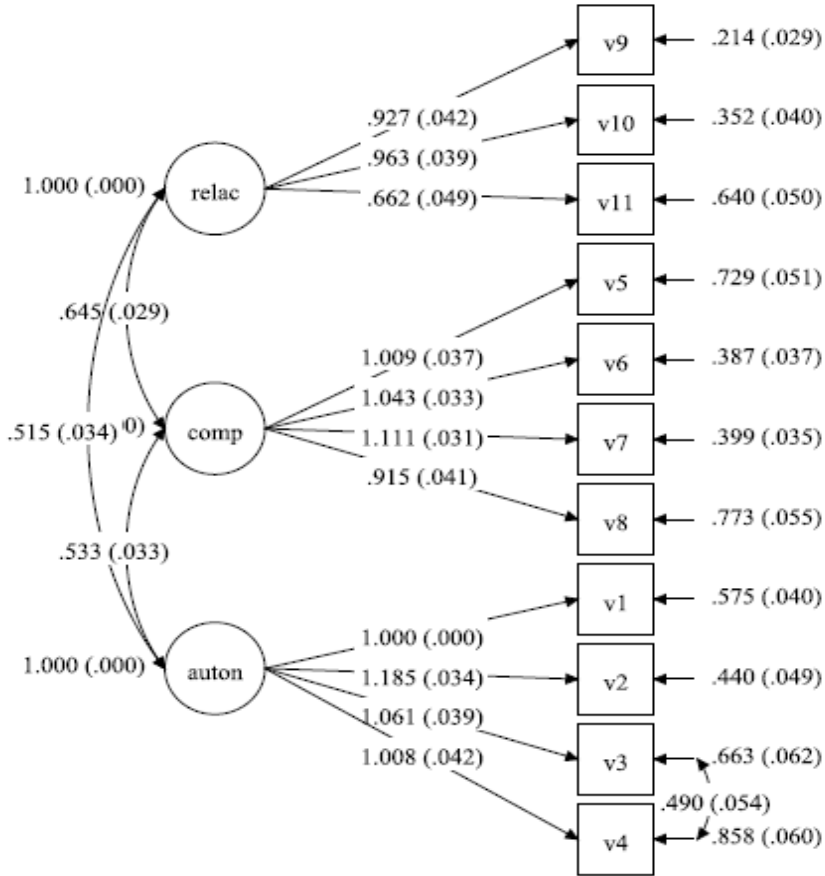 v9
.214 (.029)
.927 (.042)
v10
.352 (.040)
.963 (.039)
1.000 (.000)
relac
.662 (.049)
v11
.640 (.050)
v5
.729 (.051)
.645 (.029)
1.009 (.037)
v6
.387 (.037)
1.043 (.033)
.515 (.034)
0)
comp
1.111 (.031)
v7
.399 (.035)
.915 (.041)
v8
.773 (.055)
.533 (.033)
v1
.575 (.040)
1.000 (.000)
1.000 (.000)
auton
1.185 (.034)
v2
.440 (.049)
1.061 (.039)
1.008 (.042)
v3
.663 (.062)
.490 (.054)
v4
.858 (.060)